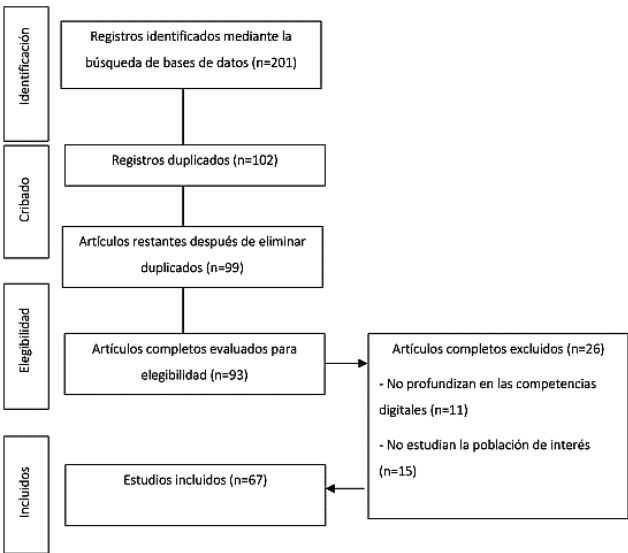 Identificación
Registros identificados mediante la
búsqueda de bases de datos (n=201)
Cribado
Registros duplicados (n=102)
Artículos restantes después de eliminar
duplicados (n=99)
Elegibilidad
Artículos completos evaluados para
elegibilidad (n=93)
Artículos completos excluidos (n=26)
- No profundizan en las competencias
digitales (n=11)
- No estudian la población de interés
(n=15)
Incluidos
Estudios incluidos (n=67)